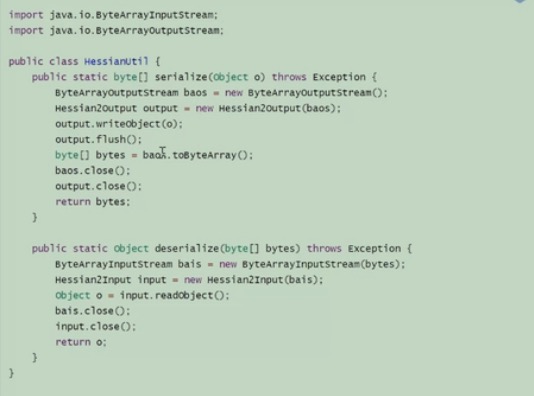 import java.io.ByteArrayInputStream;
import java.io.ByteArrayOutputStream;

public class HessianUtil {
    public static byte[] serialize(Object o) throws Exception {
        ByteArrayOutputStream baos = new ByteArrayOutputStream();
        Hessian2Output output = new Hessian2Output(baos);
        output.writeObject(o);
        output.flush();
        byte[] bytes = baos.toByteArray();
        baos.close();
        output.close();
        return bytes;
    }

    public static Object deserialize(byte[] bytes) throws Exception {
        ByteArrayInputStream bais = new ByteArrayInputStream(bytes);
        Hessian2Input input = new Hessian2Input(bais);
        Object o = input.readObject();
        bais.close();
        input.close();
        return o;
    }
}